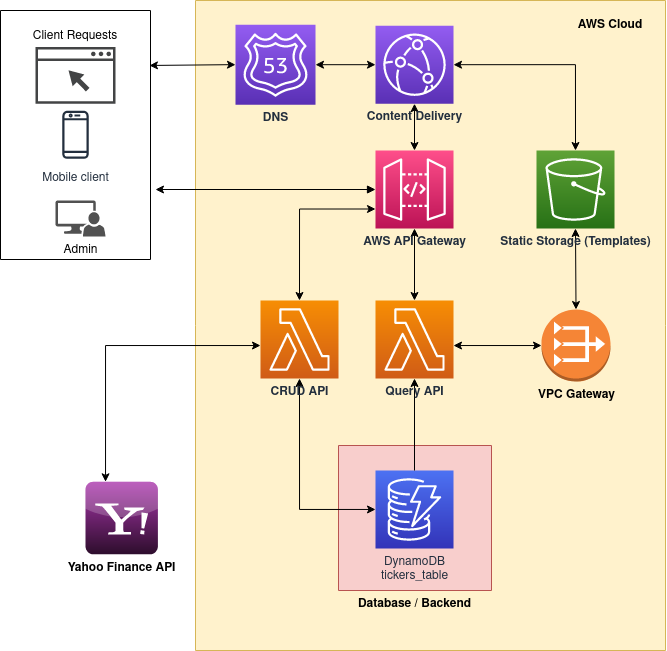 Client Requests
AWS Cloud
53
DNS
Content Delivery
Mobile client
</>
Admin
AWS API Gateway
Static Storage (Templates)
CRUD API
Query API
VPC Gateway
Y!
Yahoo Finance API
DynamoDB
tickers_table
Database / Backend